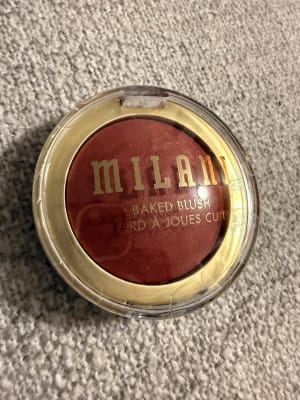 MILANI
BAKED BLUSH
FARD À JOUES CUIT